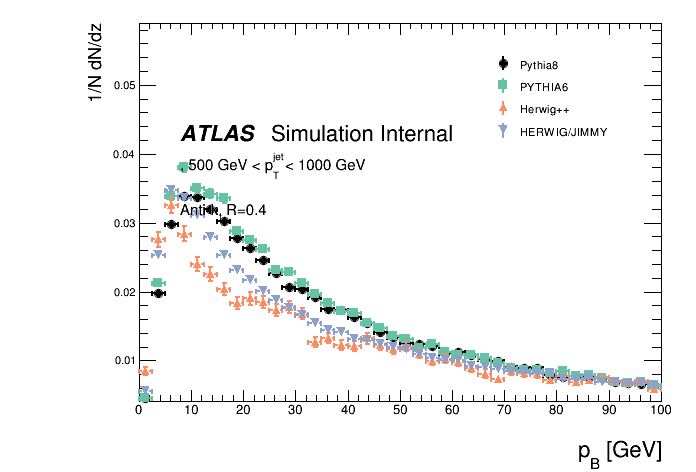 1/N dN/dz
0.05
0.04
0.03
0.02
0.01
Pythia8
PYTHIA6
Herwig++
HERWIG/JIMMY
ATLAS Simulation Internal
500 GeV < p_T^jet < 1000 GeV
R=0.4
0 10 20 30 40 50 60 70 80 90 100
p_B [GeV]